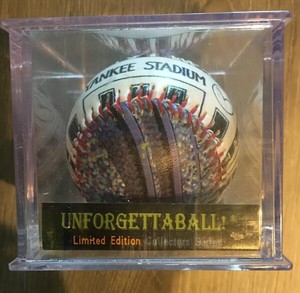 YANKEE STADIUM
UNFORGETTABALL!
Limited Edition Collectors Series